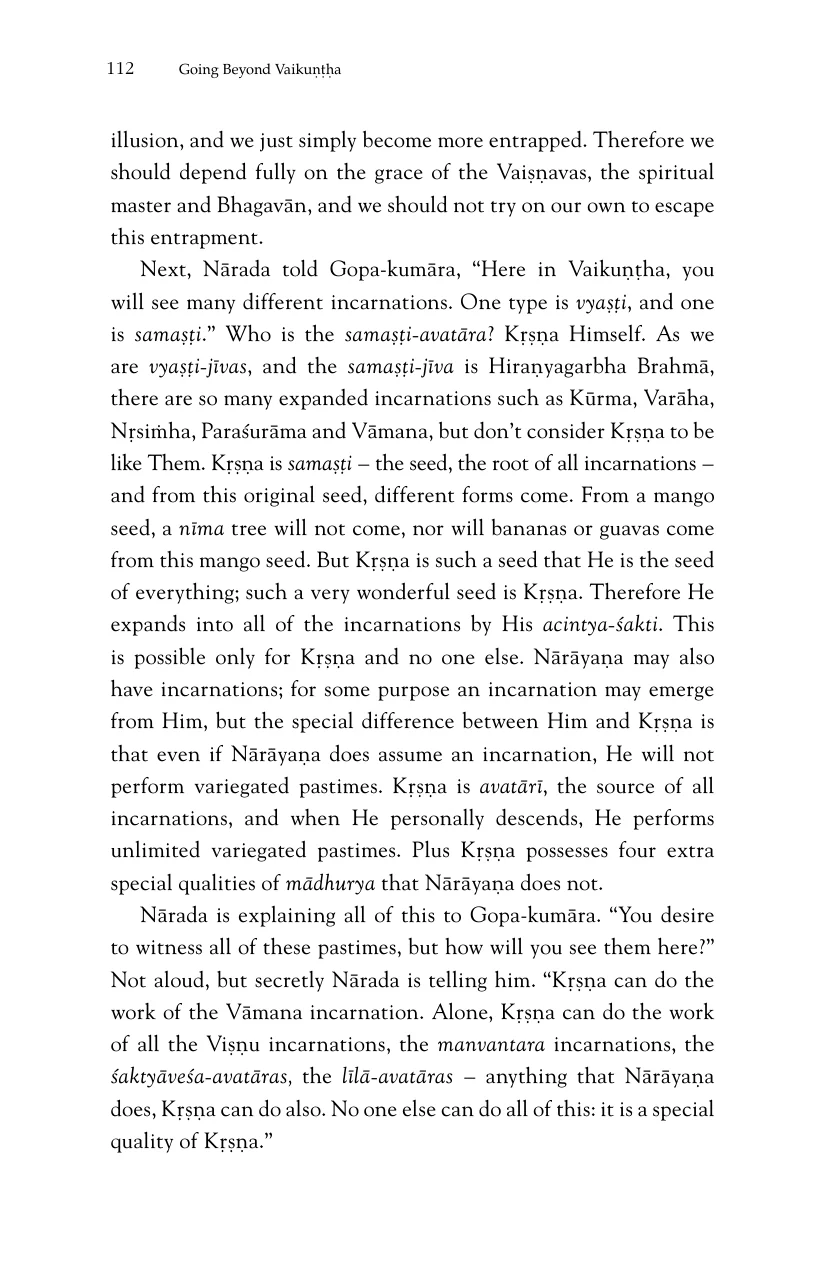 112 Going Beyond Vaikuṇṭha
illusion, and we just simply become more entrapped. Therefore we
should depend fully on the grace of the Vaiṣṇavas, the spiritual
master and Bhagavān, and we should not try on our own to escape
this entrapment.
Next, Nārada told Gopa-kumāra, “Here in Vaikuṇṭha, you
will see many different incarnations. One type is vyaṣṭi, and one
is samaṣṭi.” Who is the samaṣṭi-avatāra? Kṛṣṇa Himself. As we
are vyaṣṭi-jīvas, and the samaṣṭi-jīva is Hiraṇyagarbha Brahmā,
there are so many expanded incarnations such as Kūrma, Varāha,
Nṛsiṁha, Paraśurāma and Vāmana, but don’t consider Kṛṣṇa to be
like Them. Kṛṣṇa is samaṣṭi – the seed, the root of all incarnations –
and from this original seed, different forms come. From a mango
seed, a nīma tree will not come, nor will bananas or guavas come
from this mango seed. But Kṛṣṇa is such a seed that He is the seed
of everything; such a very wonderful seed is Kṛṣṇa. Therefore He
expands into all of the incarnations by His acintya-śakti. This
is possible only for Kṛṣṇa and no one else. Nārāyaṇa may also
have incarnations; for some purpose an incarnation may emerge
from Him, but the special difference between Him and Kṛṣṇa is
that even if Nārāyaṇa does assume an incarnation, He will not
perform variegated pastimes. Kṛṣṇa is avatārī, the source of all
incarnations, and when He personally descends, He performs
unlimited variegated pastimes. Plus Kṛṣṇa possesses four extra
special qualities of mādhurya that Nārāyaṇa does not.
Nārada is explaining all of this to Gopa-kumāra. “You desire
to witness all of these pastimes, but how will you see them here?”
Not aloud, but secretly Nārada is telling him. “Kṛṣṇa can do the
work of the Vāmana incarnation. Alone, Kṛṣṇa can do the work
of all the Viṣṇu incarnations, the manvantara incarnations, the
śaktyāveśa-avatāras, the līlā-avatāras – anything that Nārāyaṇa
does, Kṛṣṇa can do also. No one else can do all of this: it is a special
quality of Kṛṣṇa.”